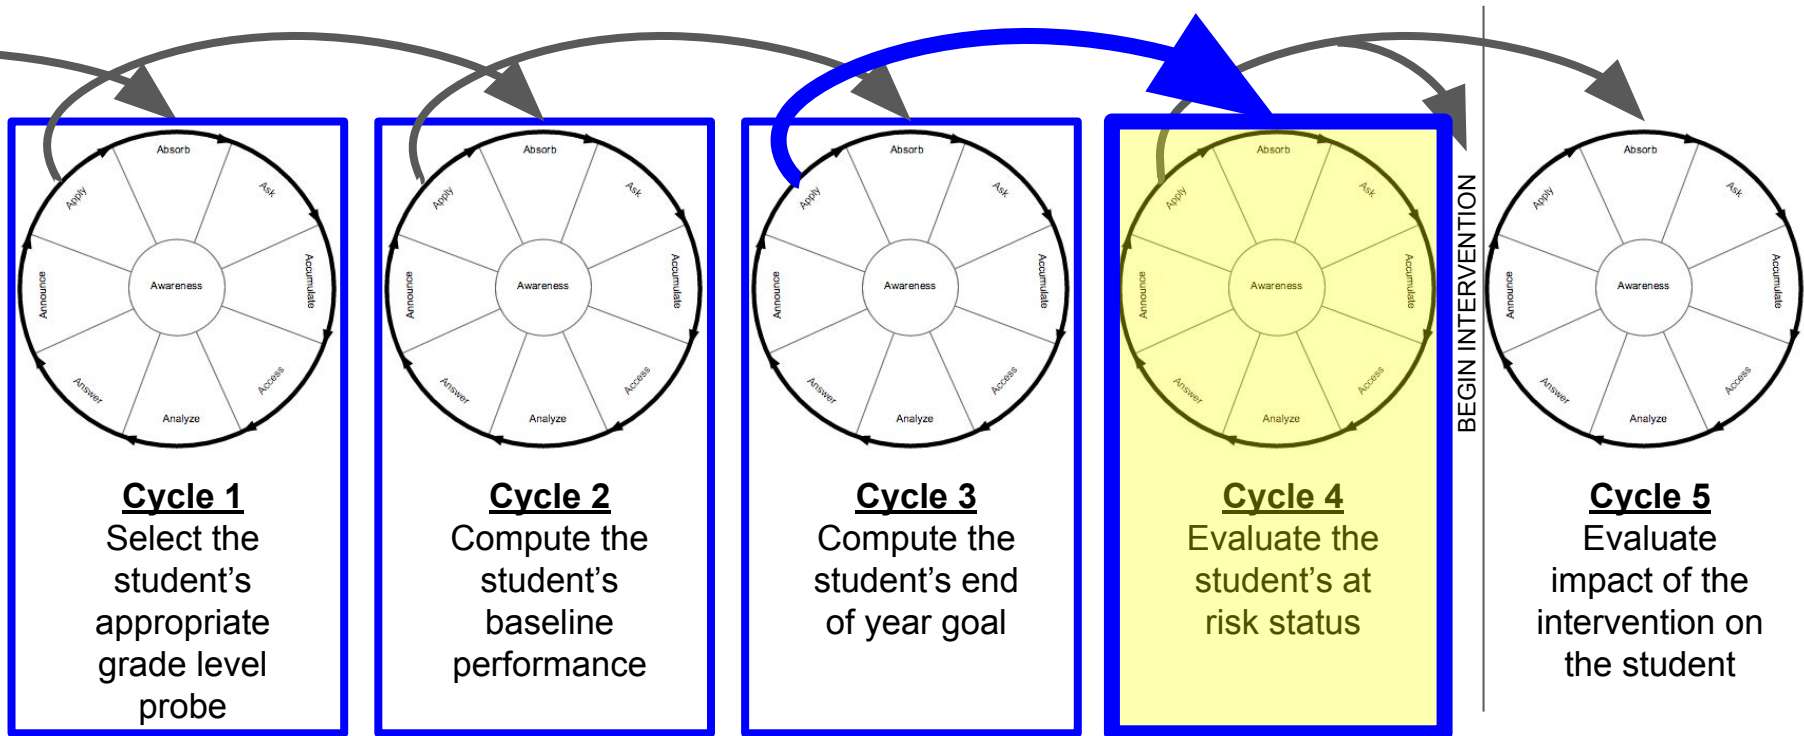 Absorb
Ask
Accumulate
Access
Analyze
Answer
Announce
Apply
Awareness
Cycle 1
Select the
student’s
appropriate
grade level
probe
Absorb
Ask
Accumulate
Access
Analyze
Answer
Announce
Apply
Awareness
Cycle 2
Compute the
student’s
baseline
performance
Absorb
Ask
Accumulate
Access
Analyze
Answer
Announce
Apply
Awareness
Cycle 3
Compute the
student’s end
of year goal
Absorb
Ask
Accumulate
Access
Analyze
Answer
Announce
Apply
Awareness
Cycle 4
Evaluate the
student’s at
risk status
BEGIN INTERVENTION
Absorb
Ask
Accumulate
Access
Analyze
Answer
Announce
Apply
Awareness
Cycle 5
Evaluate
impact of the
intervention on
the student